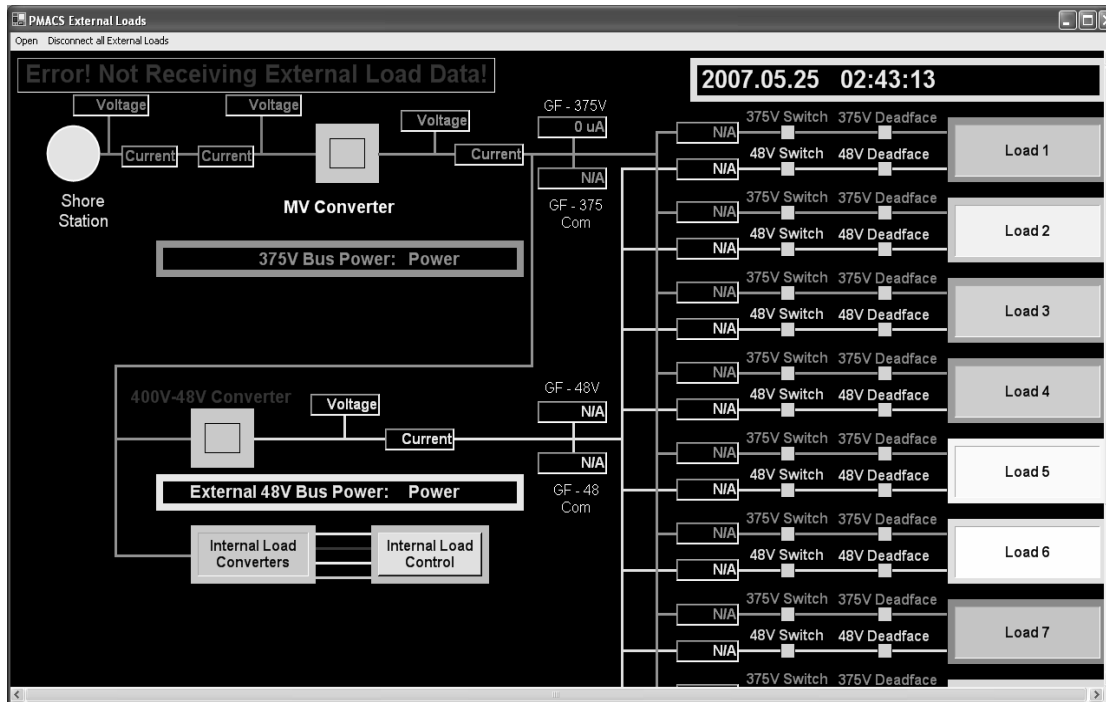 PMACS External Loads
Open Disconnect all External Loads
Error! Not Receiving External Load Data!
2007.05.25 02:43:13
Voltage
Voltage
Voltage
Current
Current
Current
Shore
Station
MV Converter
GF - 375V
0 uA
N/A
GF - 375
Com
375V Bus Power: Power
400V-48V Converter
Voltage
Current
GF - 48V
N/A
N/A
GF - 48
Com
External 48V Bus Power: Power
Internal Load
Converters
Internal Load
Control
N/A 375V Switch 375V Deadface
N/A 48V Switch 48V Deadface
Load 1
N/A 375V Switch 375V Deadface
N/A 48V Switch 48V Deadface
Load 2
N/A 375V Switch 375V Deadface
N/A 48V Switch 48V Deadface
Load 3
N/A 375V Switch 375V Deadface
N/A 48V Switch 48V Deadface
Load 4
N/A 375V Switch 375V Deadface
N/A 48V Switch 48V Deadface
Load 5
N/A 375V Switch 375V Deadface
N/A 48V Switch 48V Deadface
Load 6
N/A 375V Switch 375V Deadface
N/A 48V Switch 48V Deadface
Load 7
N/A 375V Switch 375V Deadface